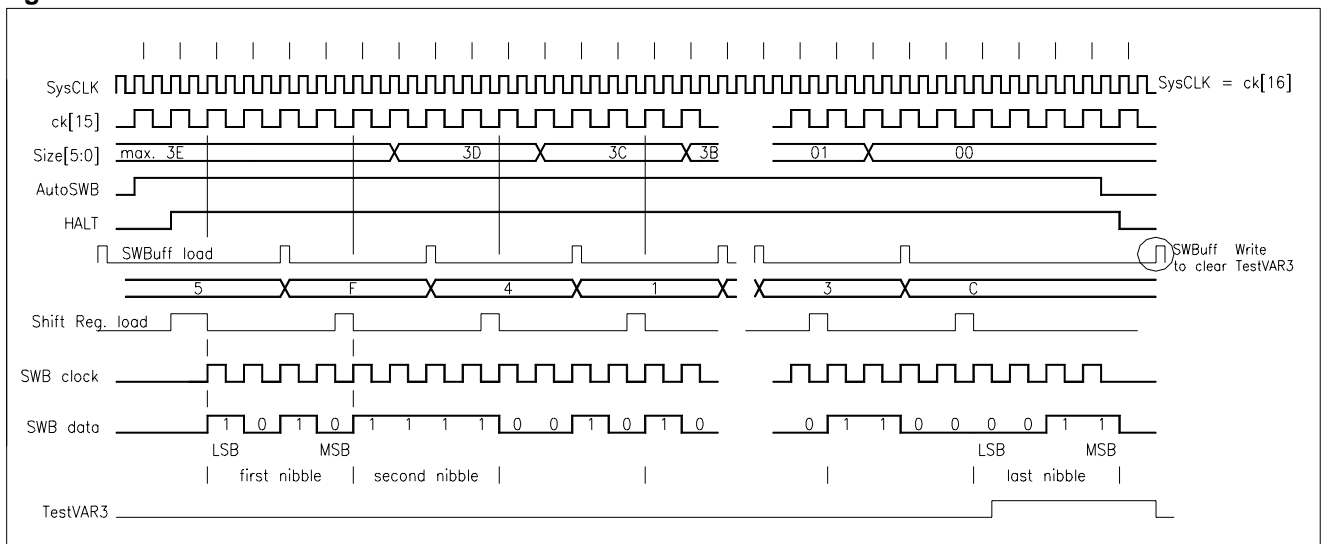 SysCLK
SysCLK = ck[16]
ck[15]
Size[5:0] max. 3E 3D 3C 3B 01 00
AutoSWB
HALT
SWBuff load
SWBuff Write
to clear TestVAR3
5 F 4 1 3 C
Shift Reg. load
SWB clock
SWB data 1 0 1 0 1 1 1 1 0 0 1 0 1 0 0 1 1 0 0 0 0 1 1
LSB MSB LSB MSB
first nibble second nibble last nibble
TestVAR3